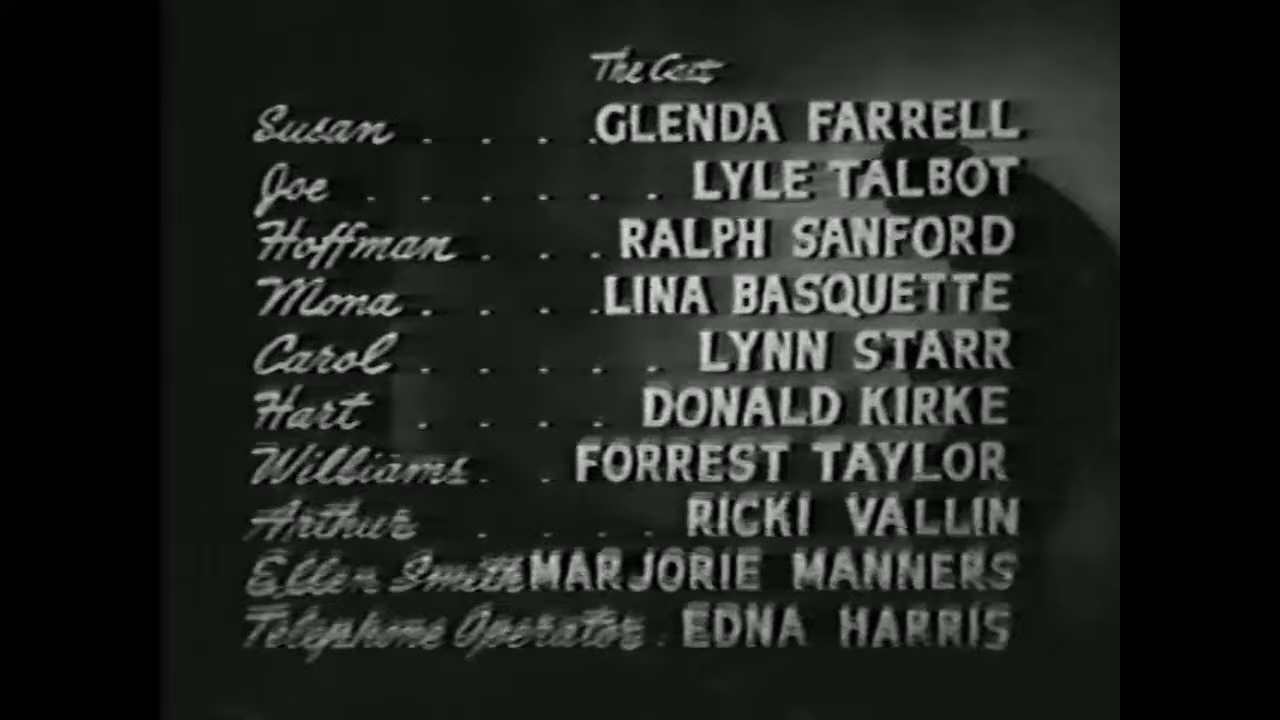 The Cast
Susan . . . . GLENDA FARRELL
Joe . . . . . . LYLE TALBOT
Hoffman . . . RALPH SANFORD
Mona . . . . LINA BASQUETTE
Carol . . . . . LYNN STARR
Hart . . . . DONALD KIRKE
Williams . . FORREST TAYLOR
Arthur . . . . RICKI VALLIN
Ellen Smith MARJORIE MANNERS
Telephone Operator . EDNA HARRIS